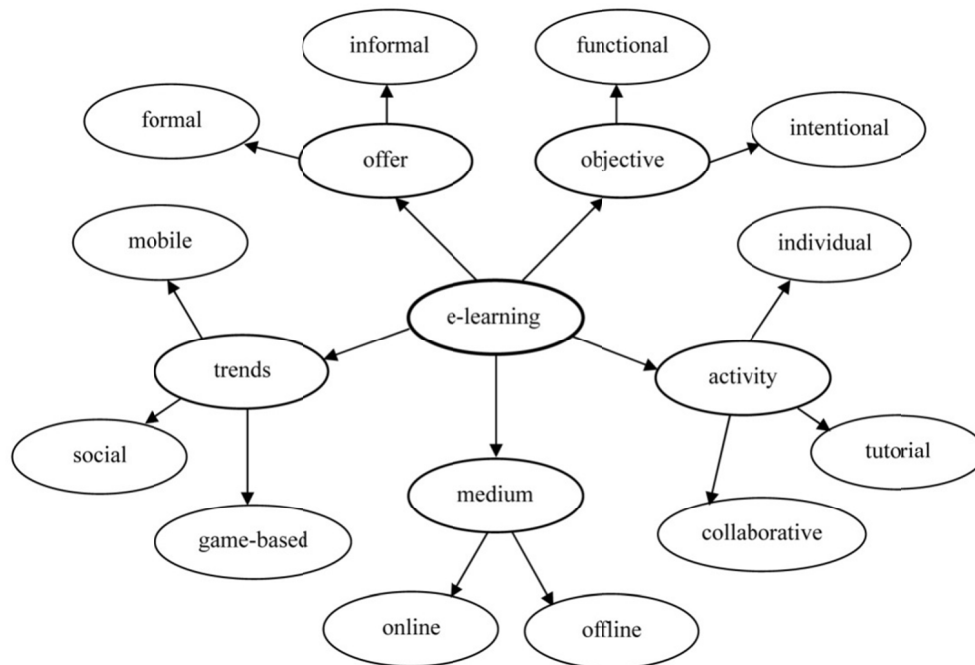 informal
functional
formal
intentional
offer
objective
mobile
individual
e-learning
trends
activity
social
tutorial
medium
game-based
collaborative
online
offline